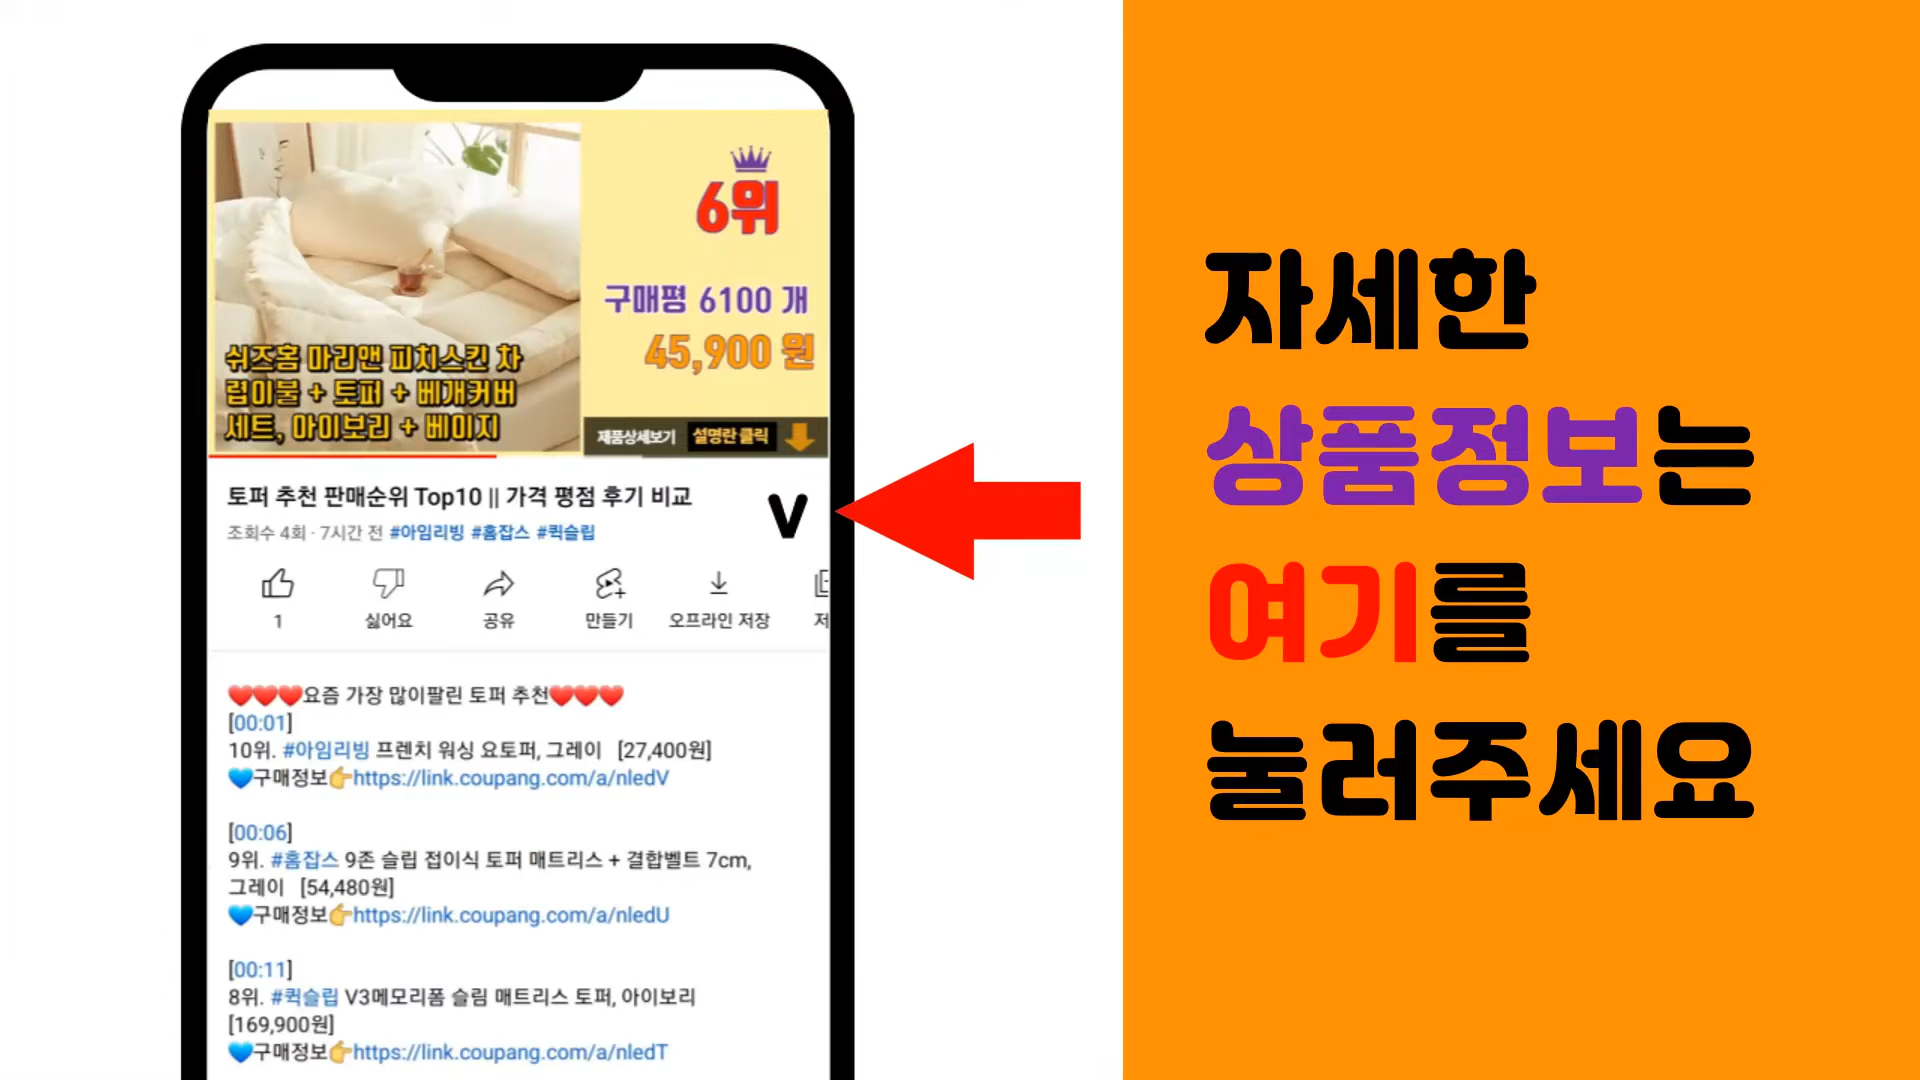 6위
구매평 6100 개
45,900 원
쉬즈홈 마리앤 피치스킨 차
렵이불 + 토퍼 + 베개커버
세트, 아이보리 + 베이지
제품상세보기 설명란 클릭
토퍼 추천 판매순위 Top10 || 가격 평점 후기 비교
V
조회수 4회 · 7시간 전 #아임리빙 #홈잡스 #퀵슬립
1 싫어요 공유 만들기 오프라인 저장 저
❤❤❤요즘 가장 많이팔린 토퍼 추천❤❤❤
[00:01]
10위. #아임리빙 프렌치 워싱 요토퍼, 그레이 [27,400원]
💙구매정보👉https://link.coupang.com/a/nledV
[00:06]
9위. #홈잡스 9존 슬립 접이식 토퍼 매트리스 + 결합벨트 7cm,
그레이 [54,480원]
💙구매정보👉https://link.coupang.com/a/nledU
[00:11]
8위. #퀵슬립 V3메모리폼 슬림 매트리스 토퍼, 아이보리
[169,900원]
💙구매정보👉https://link.coupang.com/a/nledT
자세한
상품정보는
여기를
눌러주세요